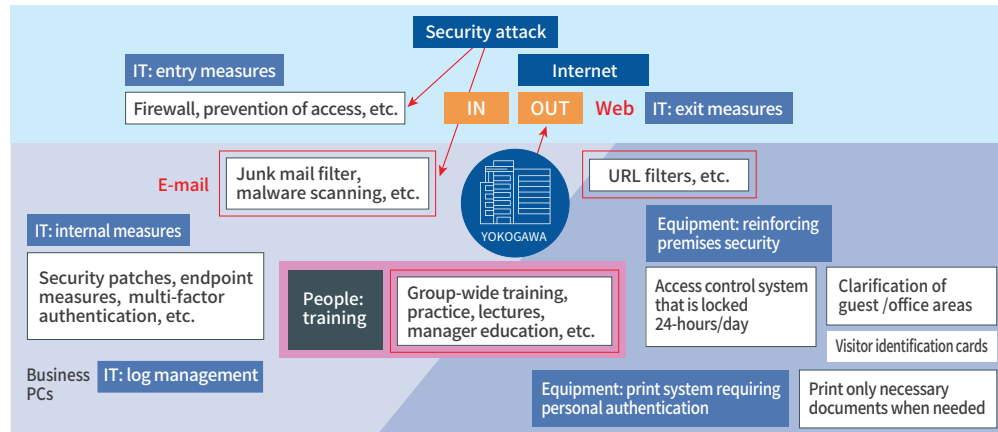 Security attack
IT: entry measures
Internet
Firewall, prevention of access, etc.
IN
OUT
Web
IT: exit measures
E-mail
Junk mail filter,
malware scanning, etc.
URL filters, etc.
YOKOGAWA
IT: internal measures
Security patches, endpoint
measures, multi-factor
authentication, etc.
Equipment: reinforcing
premises security
People:
training
Group-wide training,
practice, lectures,
manager education, etc.
Access control system
that is locked
24-hours/day
Clarification of
guest /office areas
Visitor identification cards
Business
PCs
IT: log management
Equipment: print system requiring
personal authentication
Print only necessary
documents when needed